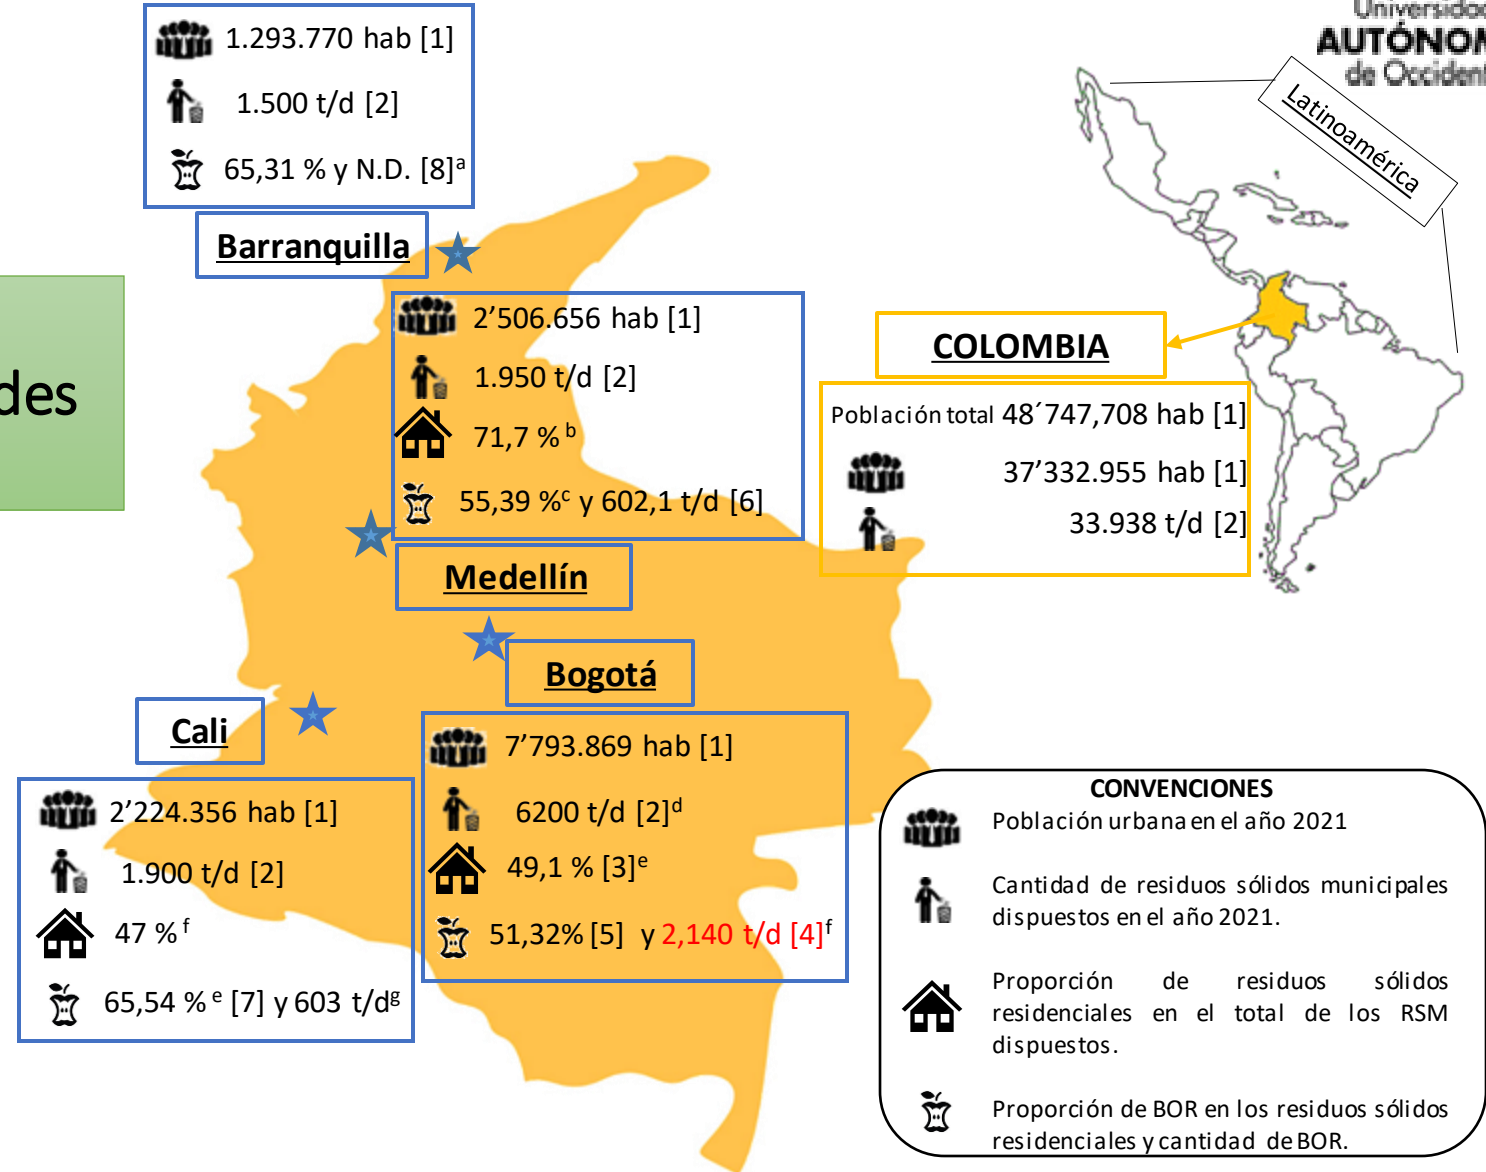 Universidad
AUTÓNOMA
de Occidente
Latinoamérica
1.293.770 hab [1]
1.500 t/d [2]
65,31 % y N.D. [8]a
Barranquilla
des
2’506.656 hab [1]
1.950 t/d [2]
71,7 % b
55,39 %c y 602,1 t/d [6]
Medellín
COLOMBIA
Población total 48´747,708 hab [1]
37’332.955 hab [1]
33.938 t/d [2]
Bogotá
7’793.869 hab [1]
6200 t/d [2]d
49,1 % [3]e
51,32% [5] y 2,140 t/d [4]f
Cali
2’224.356 hab [1]
1.900 t/d [2]
47 % f
65,54 % e [7] y 603 t/dg
CONVENCIONES
Población urbana en el año 2021
Cantidad de residuos sólidos municipales
dispuestos en el año 2021.
Proporción de residuos sólidos
residenciales en el total de los RSM
dispuestos.
Proporción de BOR en los residuos sólidos
residenciales y cantidad de BOR.